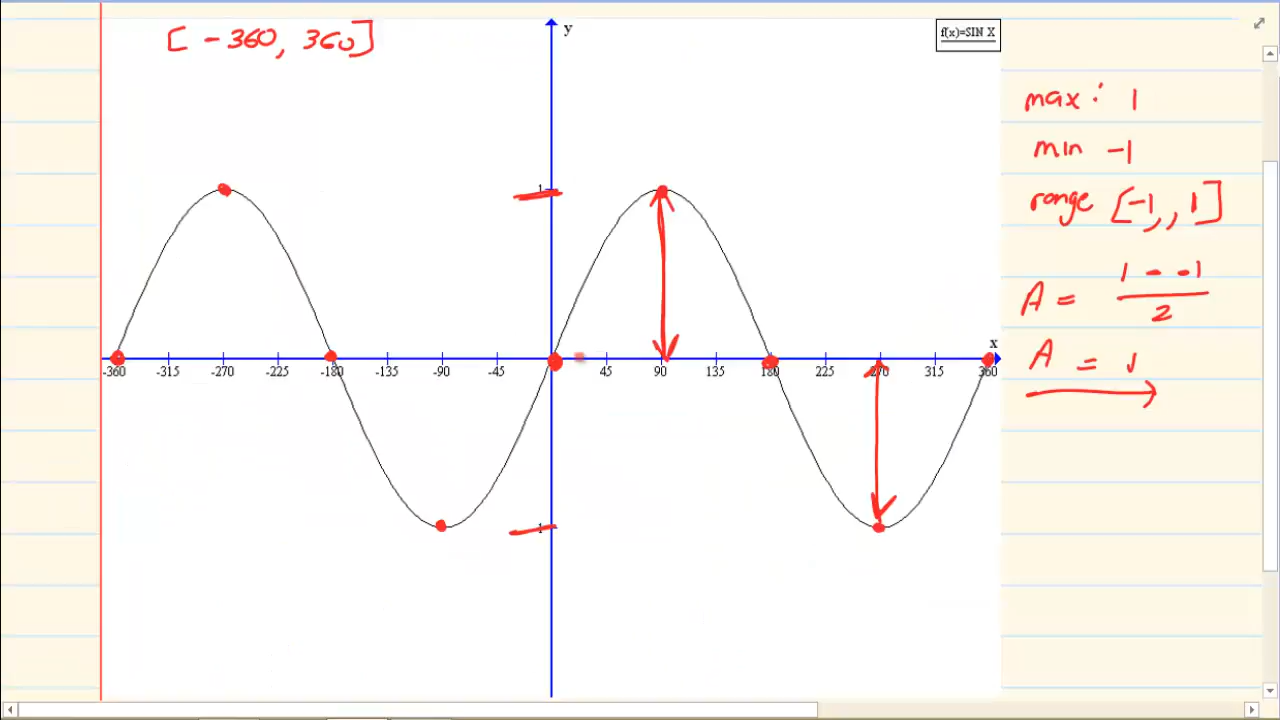 [ - 360, 360]
y
f(x)=SIN X
max : 1
min -1
range [-1, , 1]
1
A = 1 - -1 / 2
x
A = 1
-360 -315 -270 -225 -180 -135 -90 -45 45 90 135 180 225 270 315 360
-1